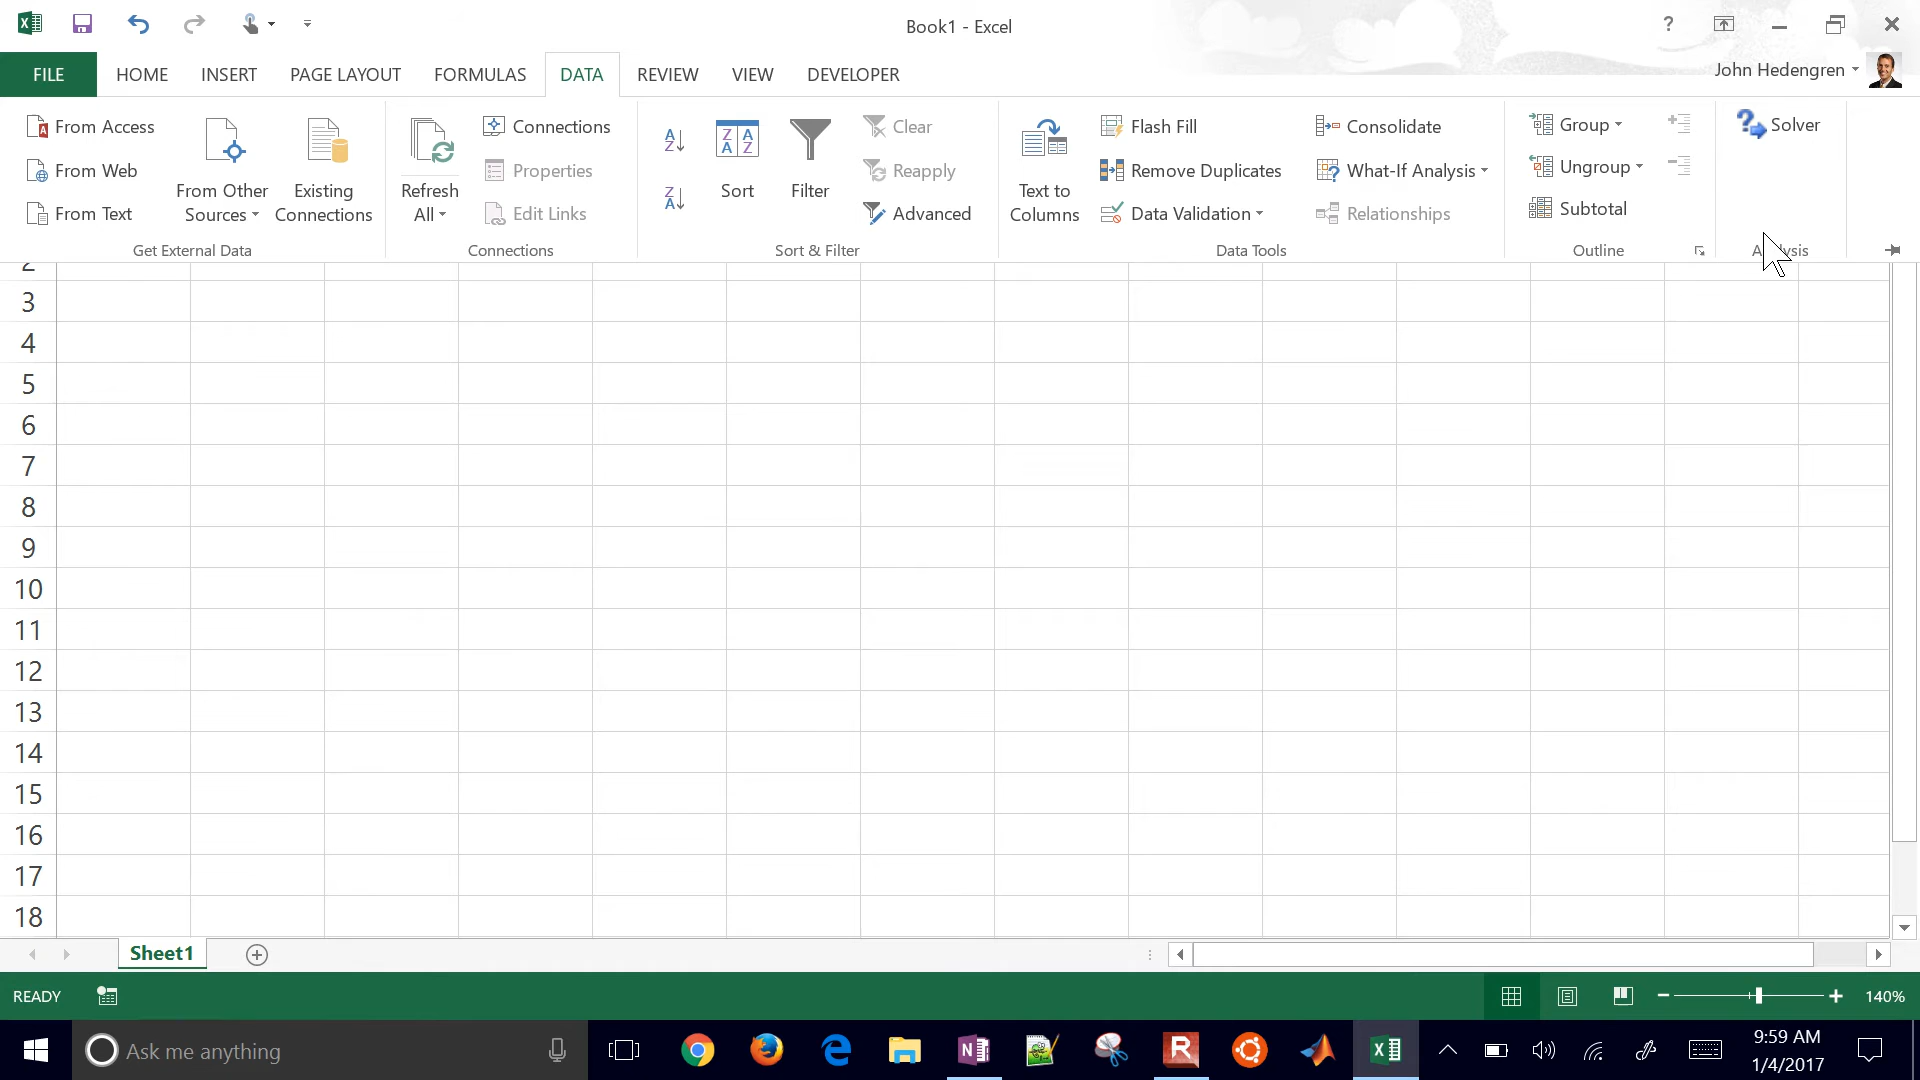 Book1 - Excel
?
FILE HOME INSERT PAGE LAYOUT FORMULAS DATA REVIEW VIEW DEVELOPER
John Hedengren
From Access
From Web
From Text
From Other
Sources
Existing
Connections
Get External Data
Refresh
All
Connections
Properties
Edit Links
Connections
Sort
Filter
Clear
Reapply
Advanced
Sort & Filter
Text to
Columns
Flash Fill
Remove Duplicates
Data Validation
Consolidate
What-If Analysis
Relationships
Data Tools
Group
Ungroup
Subtotal
Outline
Solver
Analysis
2
3
4
5
6
7
8
9
10
11
12
13
14
15
16
17
18
Sheet1
READY
140%
Ask me anything
9:59 AM
1/4/2017